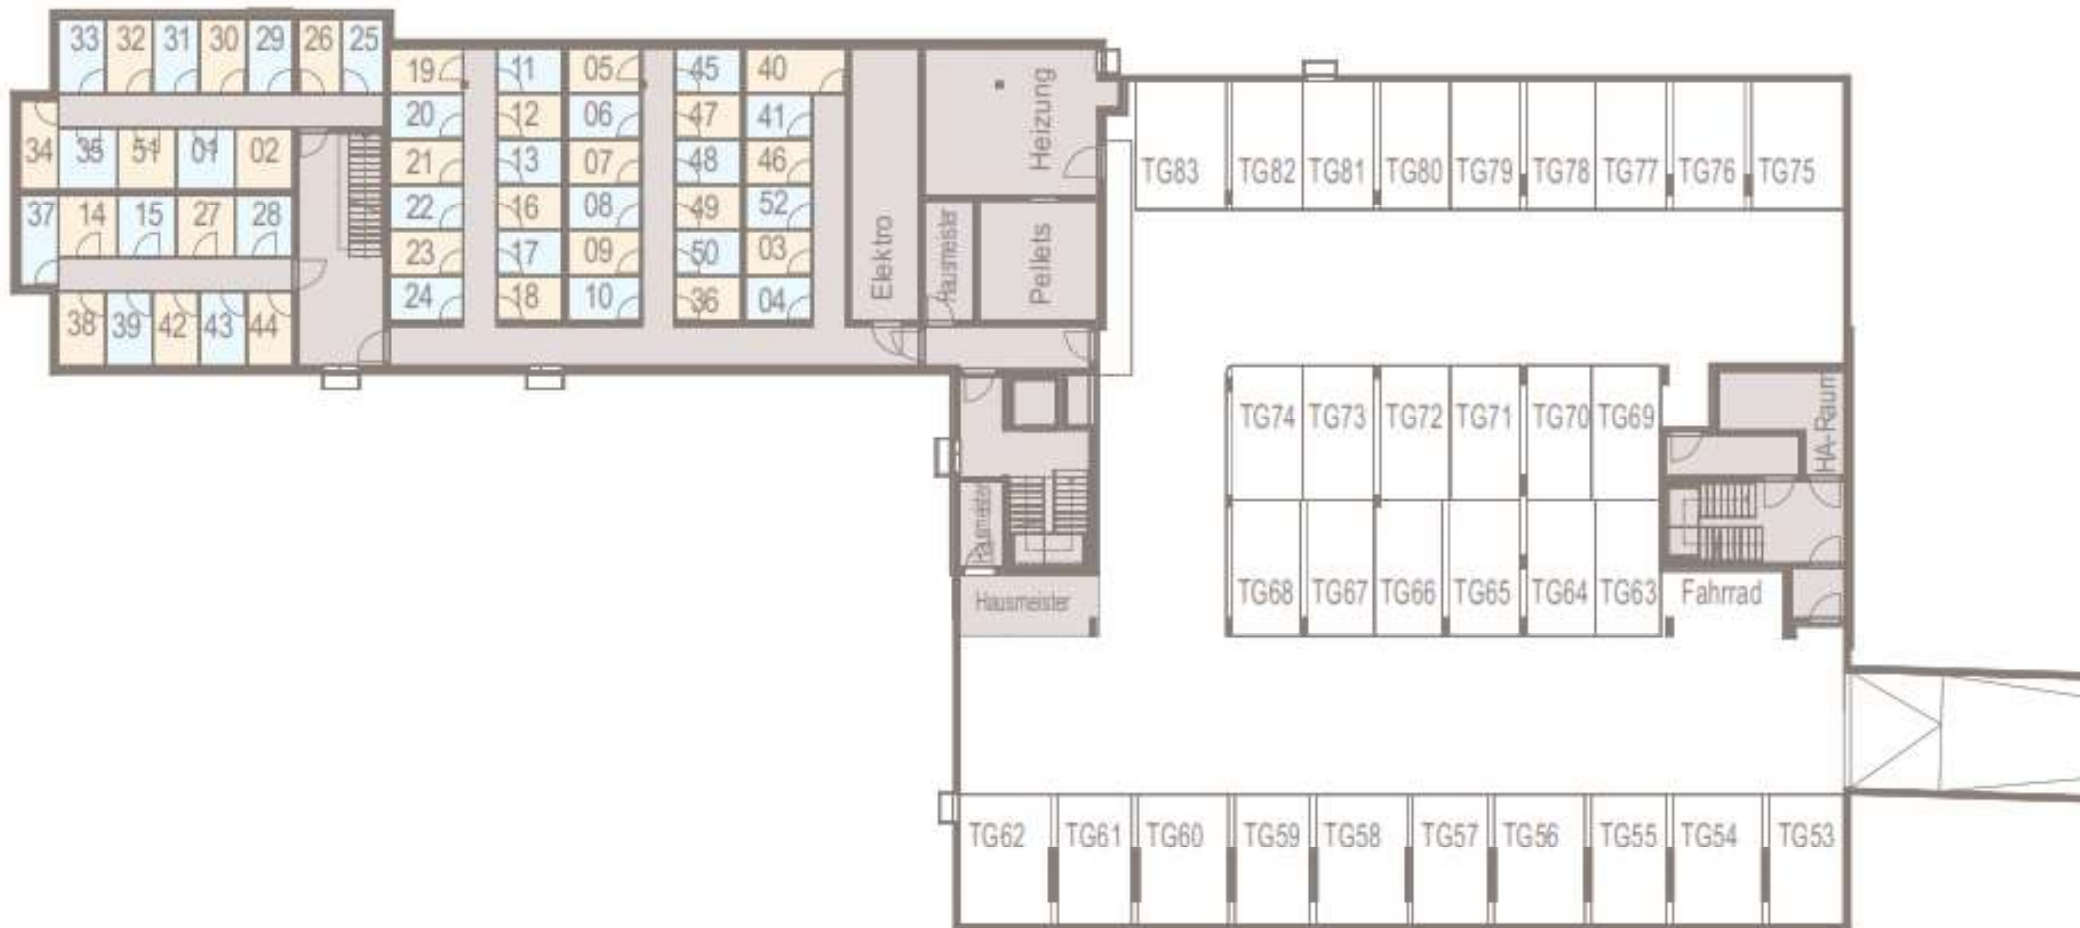 33 32 31 30 29 26 25
34 35 51 01 02
37 14 15 27 28
38 39 42 43 44
19 11 05 45 40
20 12 06 47 41
21 13 07 48 46
22 16 08 49 52
23 17 09 50 03
24 18 10 36 04
Elektro
Heizung
Hausmeister
Pellets
TG83 TG82 TG81 TG80 TG79 TG78 TG77 TG76 TG75
TG74 TG73 TG72 TG71 TG70 TG69
HA-Raum
Hausmeister
TG68 TG67 TG66 TG65 TG64 TG63
Fahrrad
Hausmeister
TG62 TG61 TG60 TG59 TG58 TG57 TG56 TG55 TG54 TG53